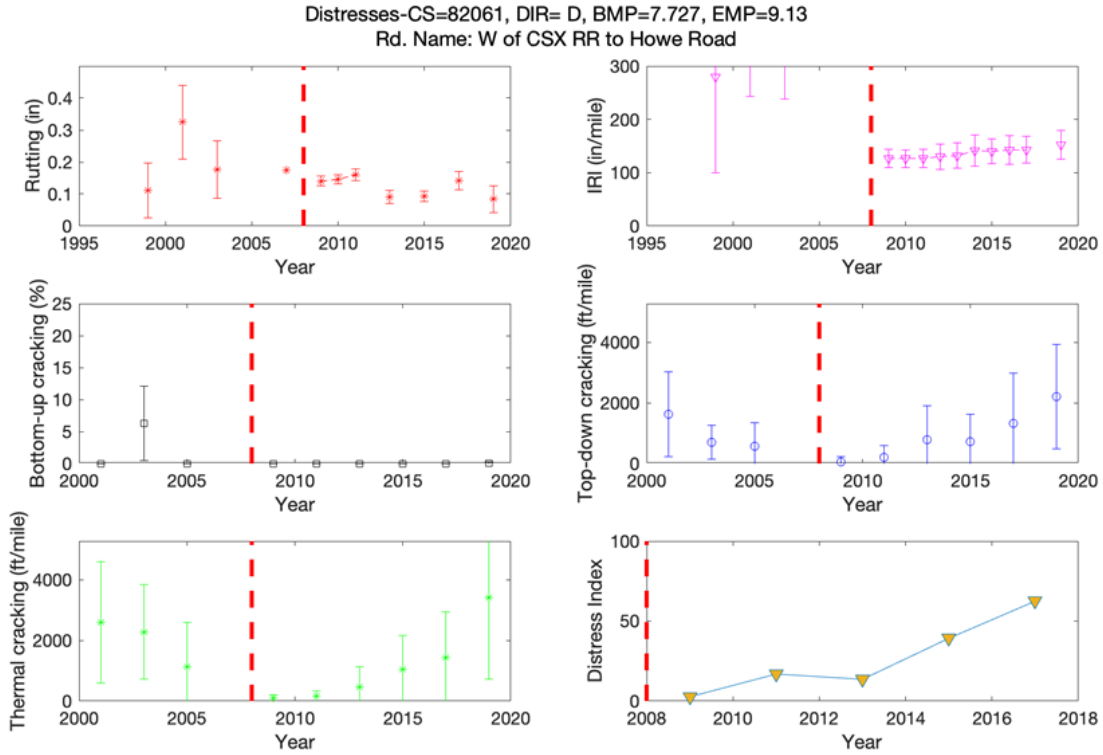 Distresses-CS=82061, DIR= D, BMP=7.727, EMP=9.13
Rd. Name: W of CSX RR to Howe Road
Rutting (in)
0.4
0.3
0.2
0.1
0
1995 2000 2005 2010 2015 2020
Year
IRI (in/mile)
300
200
100
0
1995 2000 2005 2010 2015 2020
Year
Bottom-up cracking (%)
25
20
15
10
5
0
2000 2005 2010 2015 2020
Year
Top-down cracking (ft/mile)
4000
2000
0
2000 2005 2010 2015 2020
Year
Thermal cracking (ft/mile)
4000
2000
0
2000 2005 2010 2015 2020
Year
Distress Index
100
50
0
2008 2010 2012 2014 2016 2018
Year